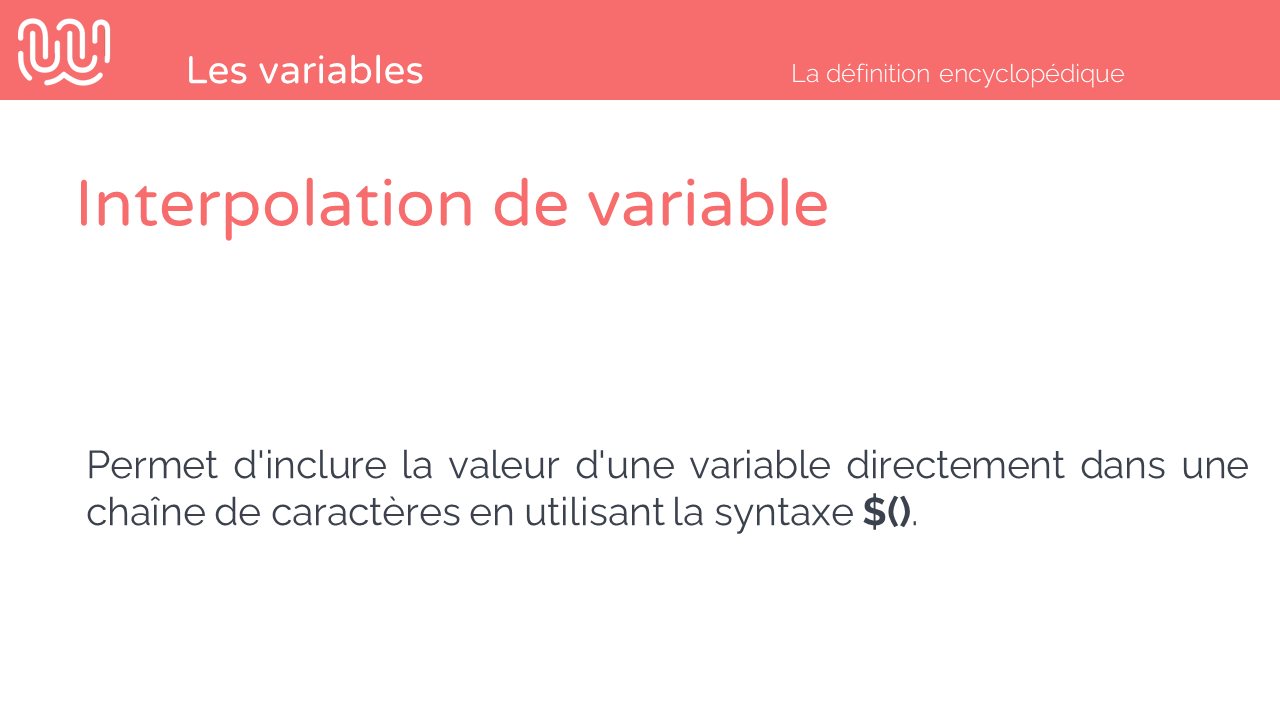 Les variables
La définition encyclopédique
Interpolation de variable
Permet d'inclure la valeur d'une variable directement dans une
chaîne de caractères en utilisant la syntaxe $().